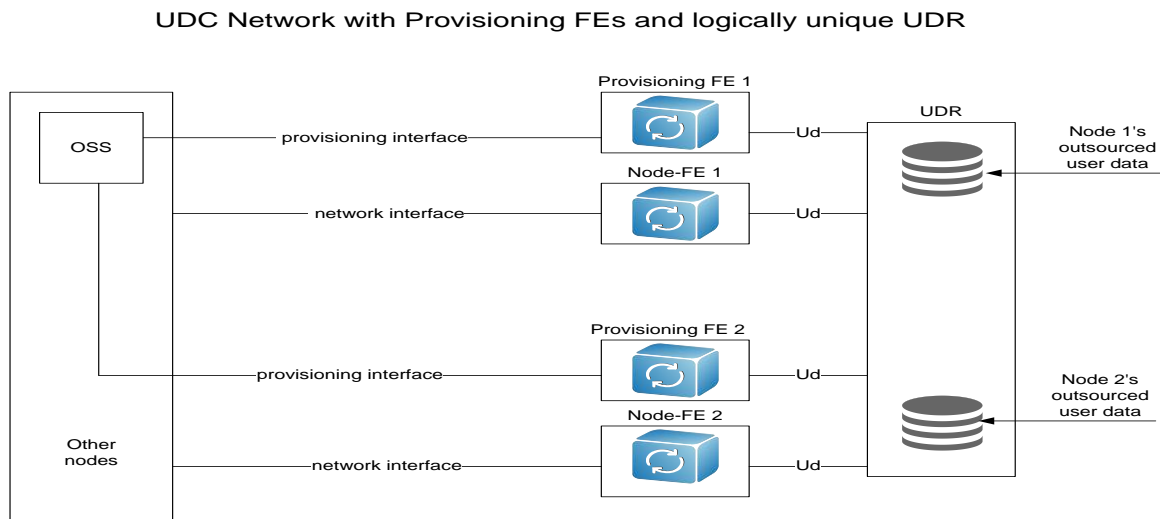 UDC Network with Provisioning FEs and logically unique UDR
Provisioning FE 1
OSS
provisioning interface
Ud
UDR
Node 1's
outsourced
user data
Node-FE 1
network interface
Ud
Provisioning FE 2
provisioning interface
Ud
Node 2's
outsourced
user data
Node-FE 2
Other
nodes
network interface
Ud